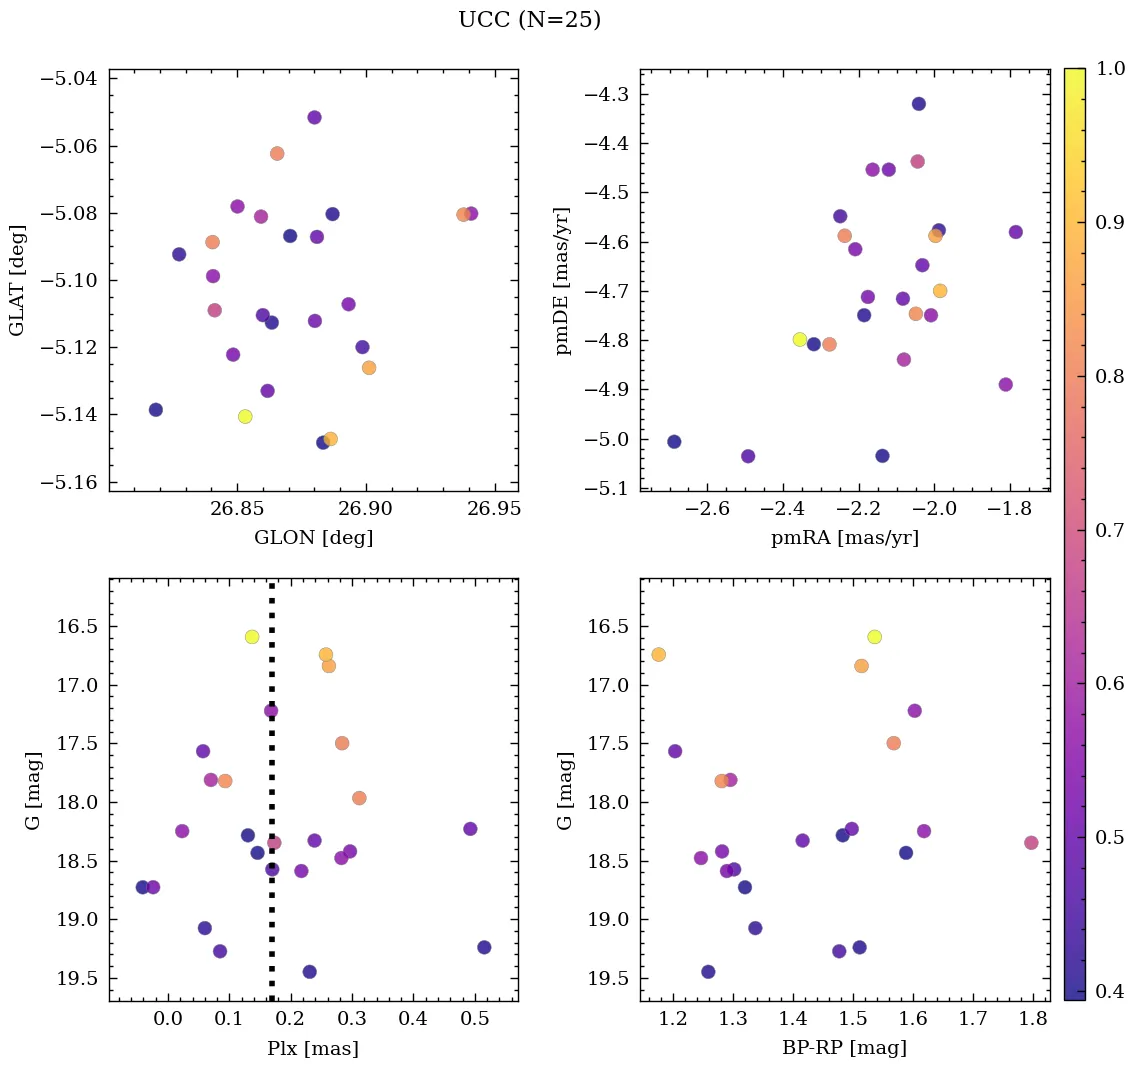 UCC (N=25)
−5.04
−5.06
−5.08
−5.10
−5.12
−5.14
−5.16
GLAT [deg]
26.85 26.90 26.95
GLON [deg]
−4.3
−4.4
−4.5
−4.6
−4.7
−4.8
−4.9
−5.0
−5.1
pmDE [mas/yr]
−2.6 −2.4 −2.2 −2.0 −1.8
pmRA [mas/yr]
16.5
17.0
17.5
18.0
18.5
19.0
19.5
G [mag]
0.0 0.1 0.2 0.3 0.4 0.5
Plx [mas]
16.5
17.0
17.5
18.0
18.5
19.0
19.5
G [mag]
1.2 1.3 1.4 1.5 1.6 1.7 1.8
BP-RP [mag]
1.0
0.9
0.8
0.7
0.6
0.5
0.4